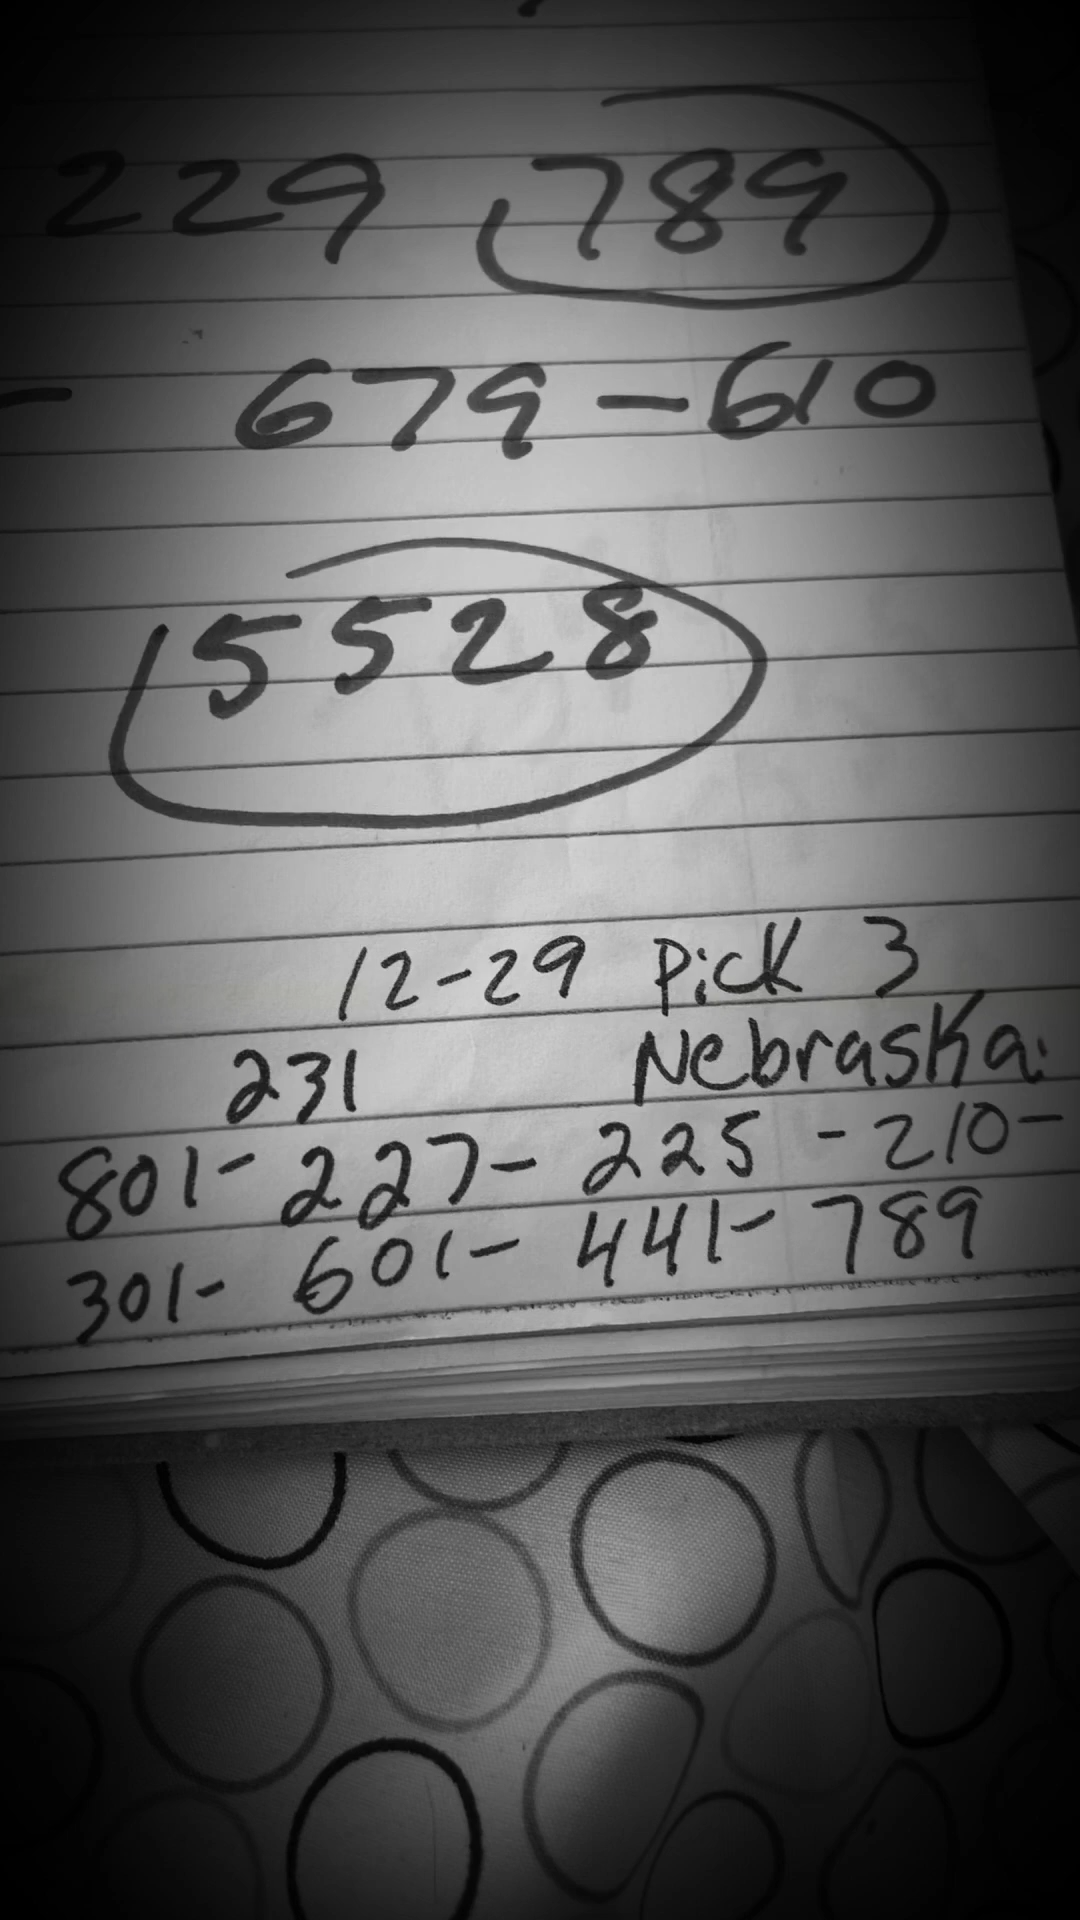 229 789
- 679-610
5528
12-29 Pick 3
231 Nebraska:
801- 227- 225 -210-
301- 601- 441- 789